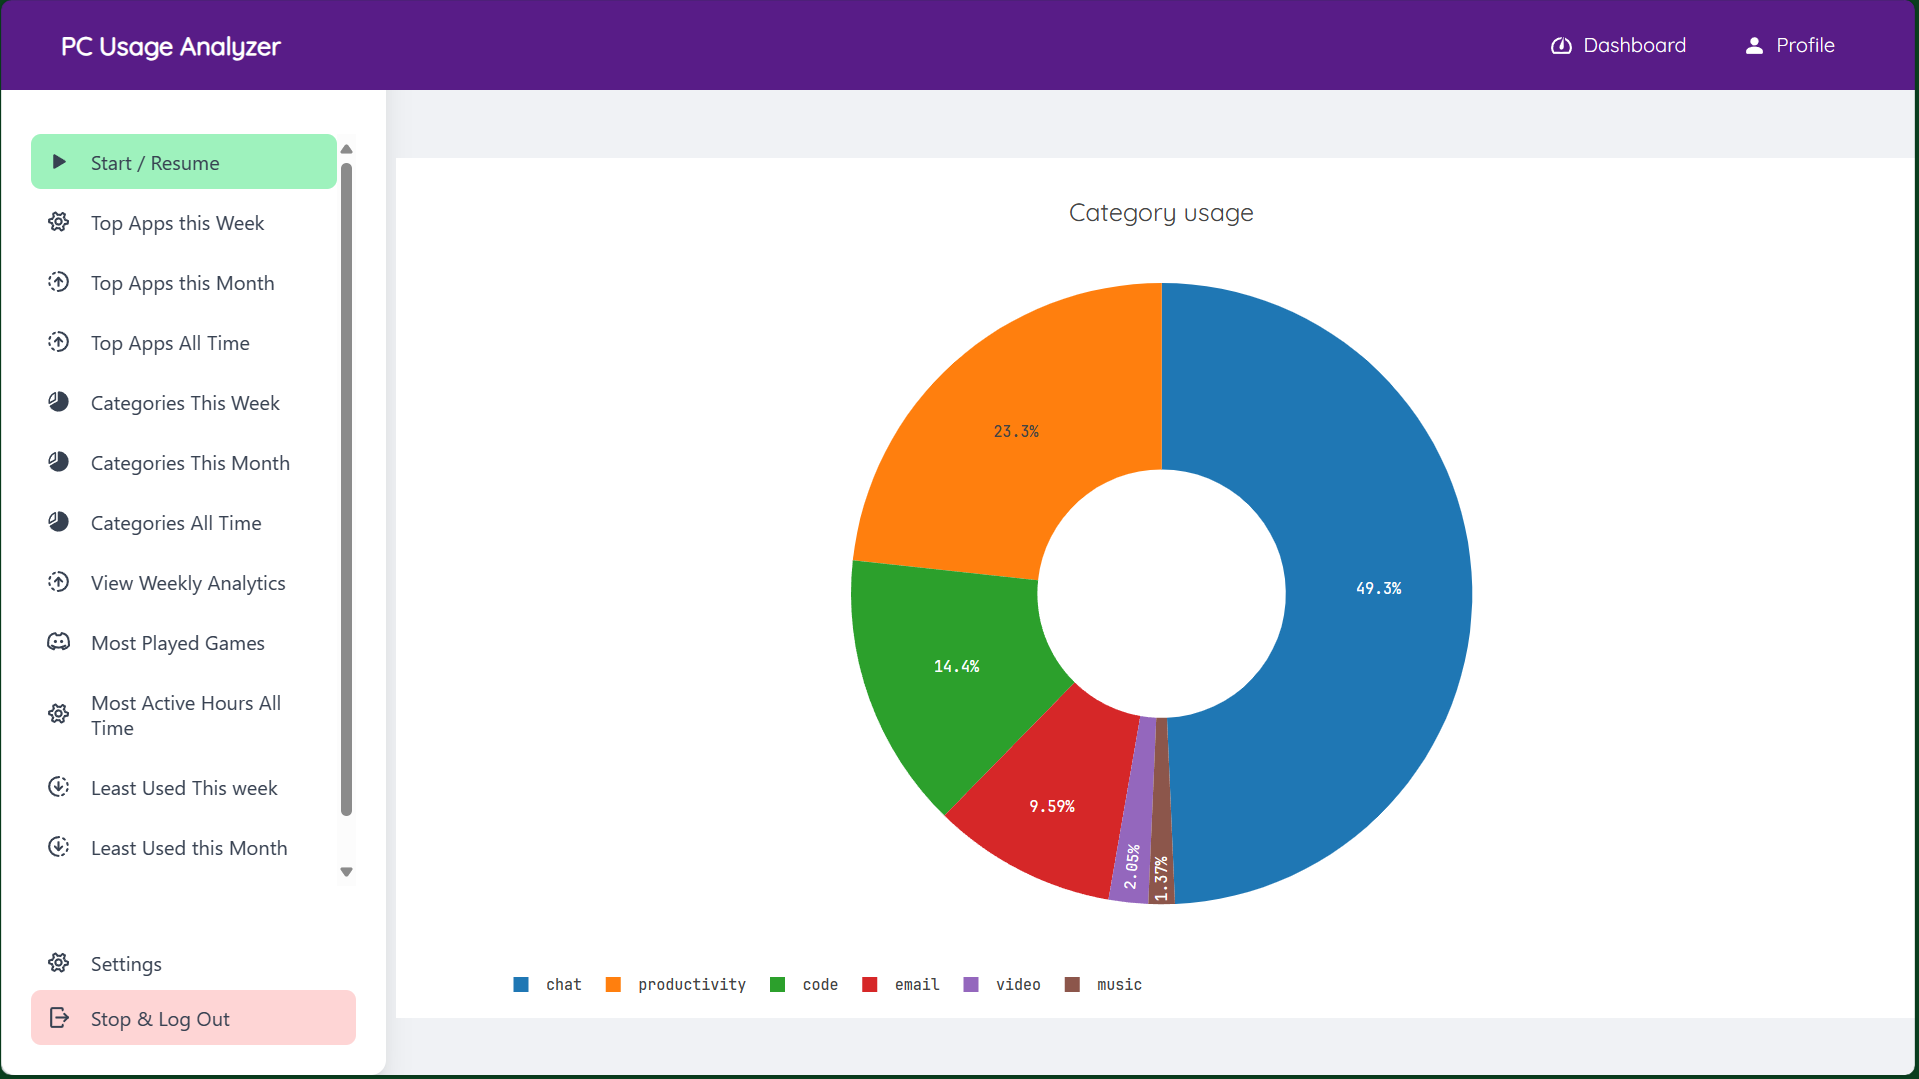 PC Usage Analyzer
Dashboard
Profile
Start / Resume
Top Apps this Week
Top Apps this Month
Top Apps All Time
Categories This Week
Categories This Month
Categories All Time
View Weekly Analytics
Most Played Games
Most Active Hours All
Time
Least Used This week
Least Used this Month
Settings
Stop & Log Out
Category usage
23.3%
49.3%
14.4%
9.59%
2.05%
1.37%
chat productivity code email video music